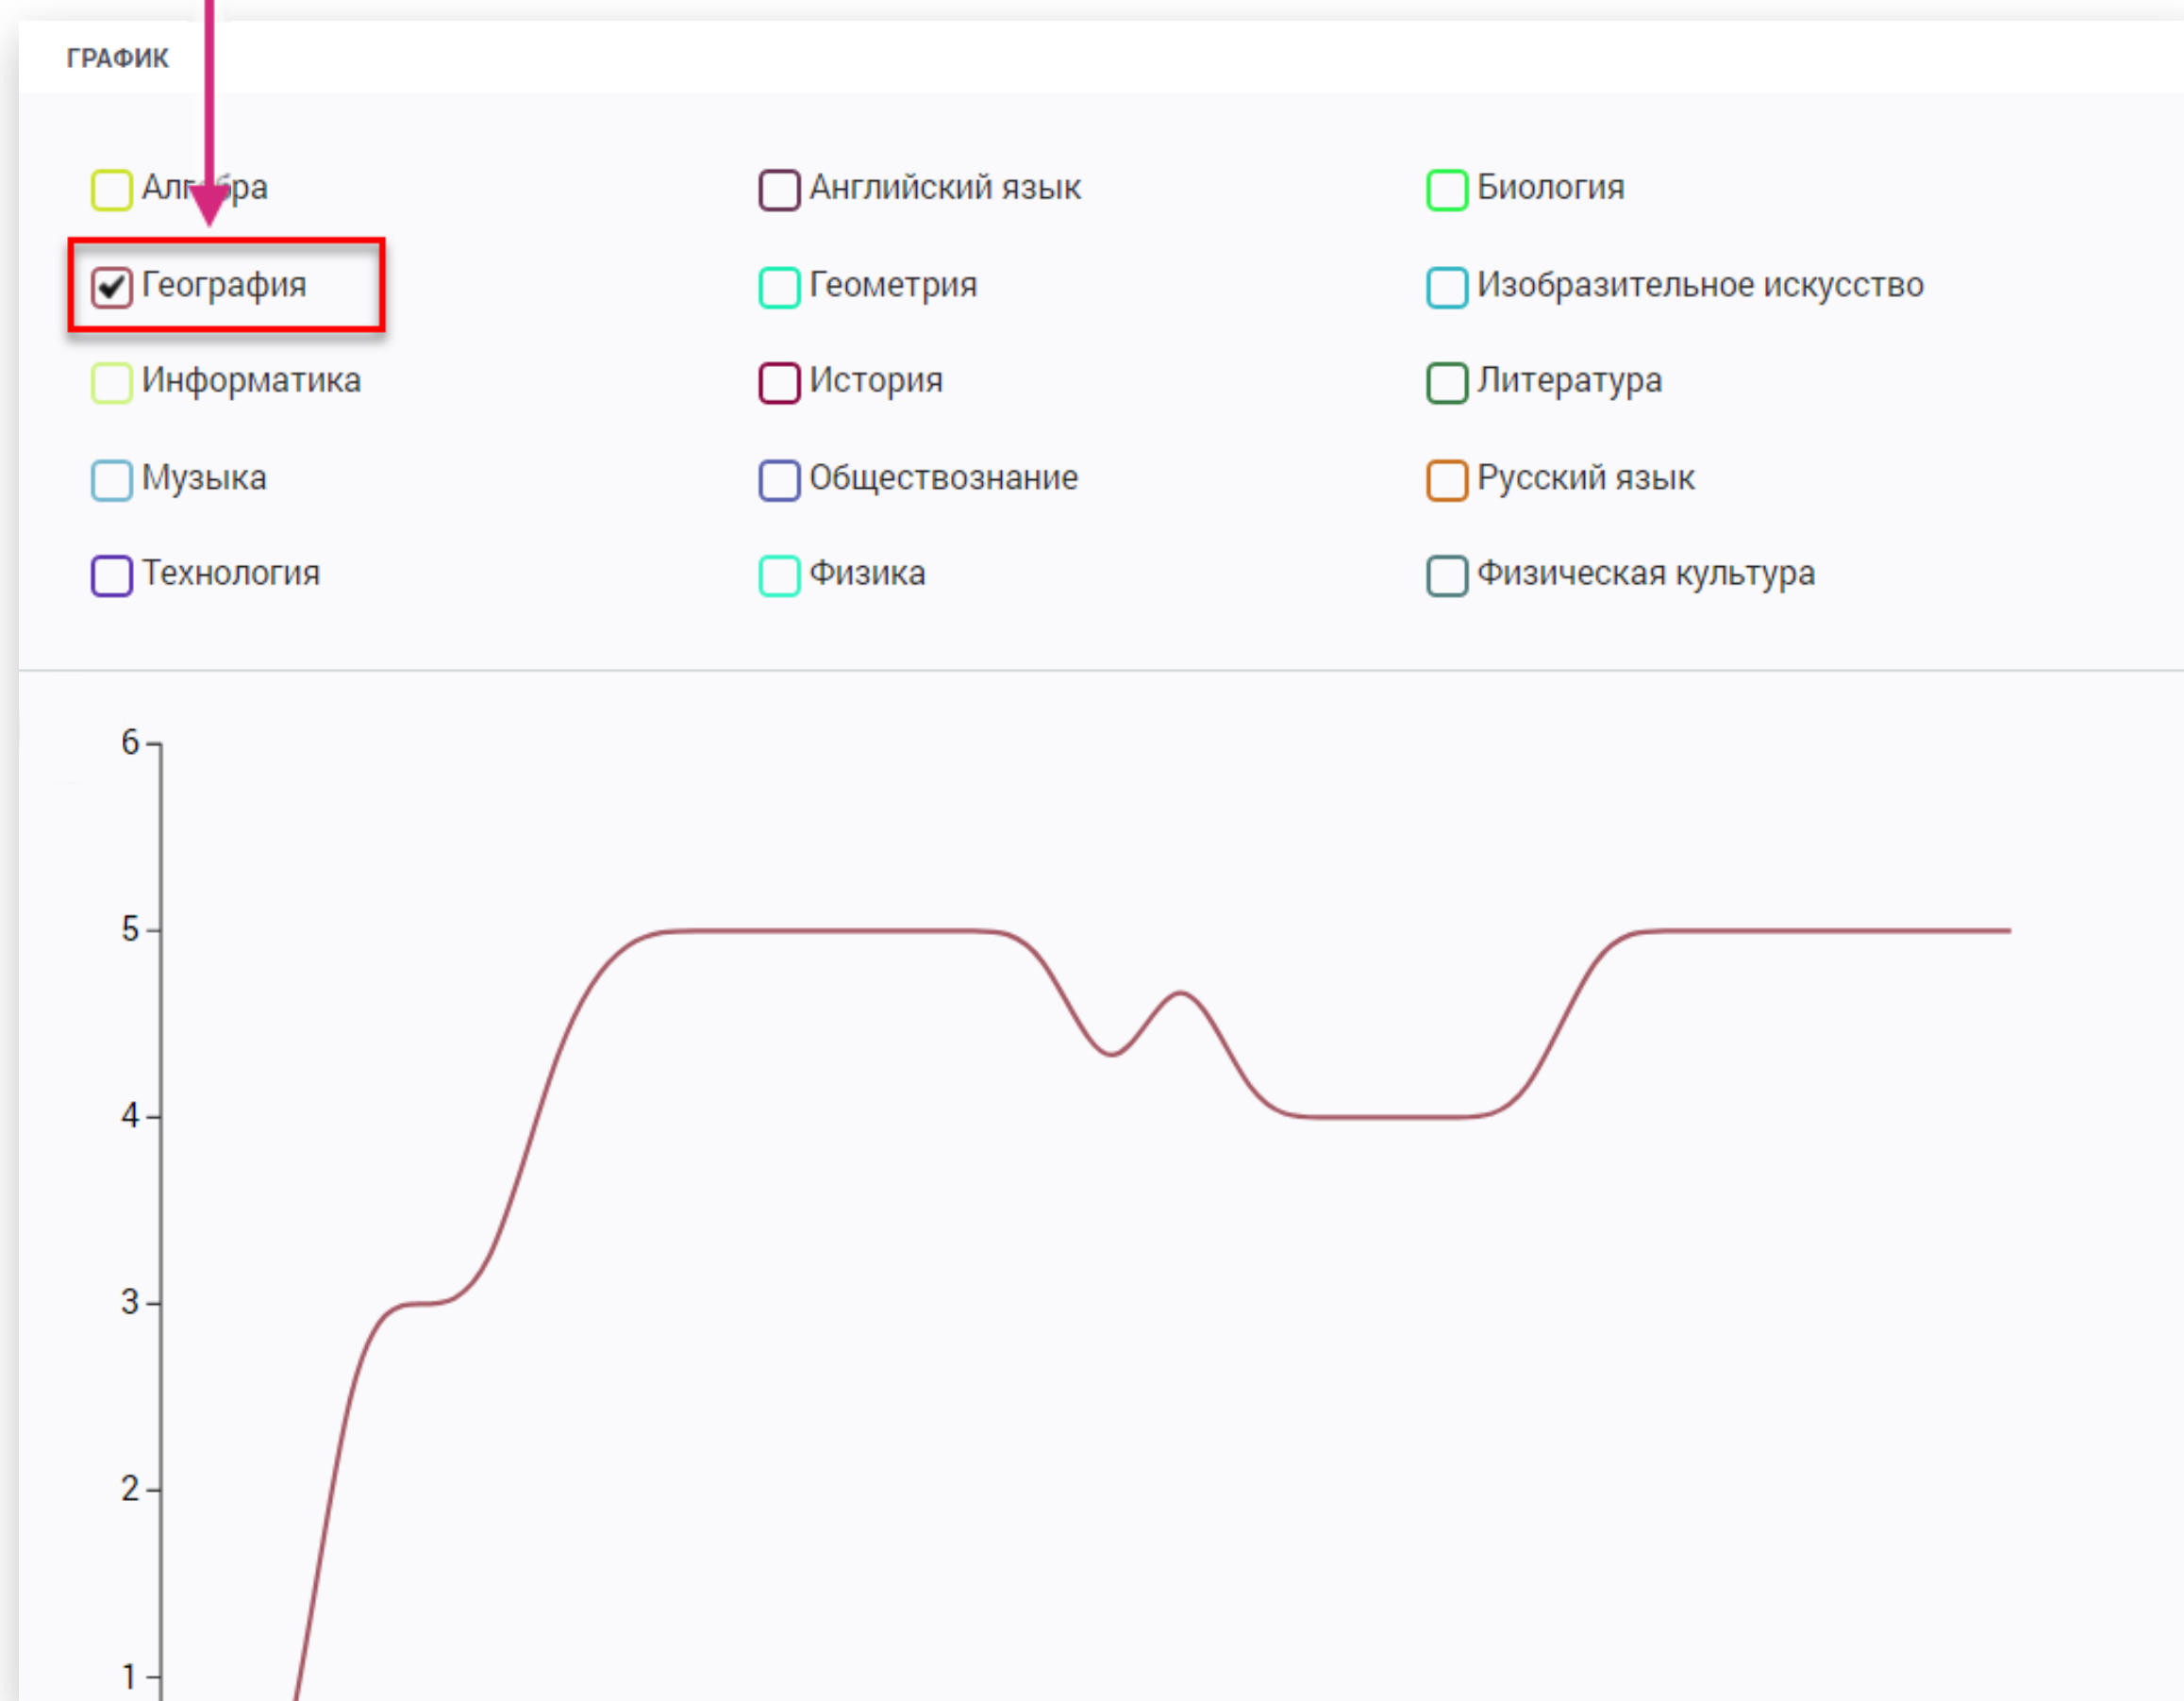 ГРАФИК
Английский язык
Биология
География
Геометрия
Изобразительное искусство
Информатика
История
Литература
Музыка
Обществознание
Русский язык
Технология
Физика
Физическая культура
6
5
4
3
2
1